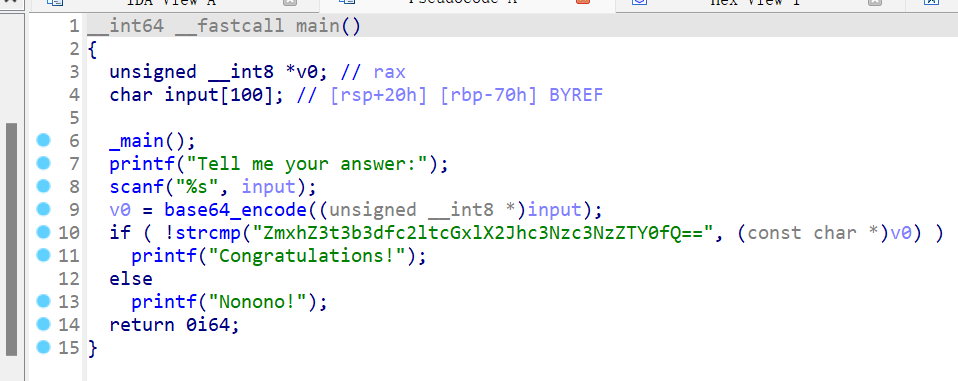 IDA View A Pseudocode A Hex View 1
1 __int64 __fastcall main()
2 {
3 unsigned __int8 *v0; // rax
4 char input[100]; // [rsp+20h] [rbp-70h] BYREF
5
6 _main();
7 printf("Tell me your answer:");
8 scanf("%s", input);
9 v0 = base64_encode((unsigned __int8 *)input);
10 if ( !strcmp("ZmxhZ3t3b3dfc2ltcGxlX2Jhc3Nzc3NzZTY0fQ==", (const char *)v0) )
11 printf("Congratulations!");
12 else
13 printf("Nonono!");
14 return 0i64;
15 }